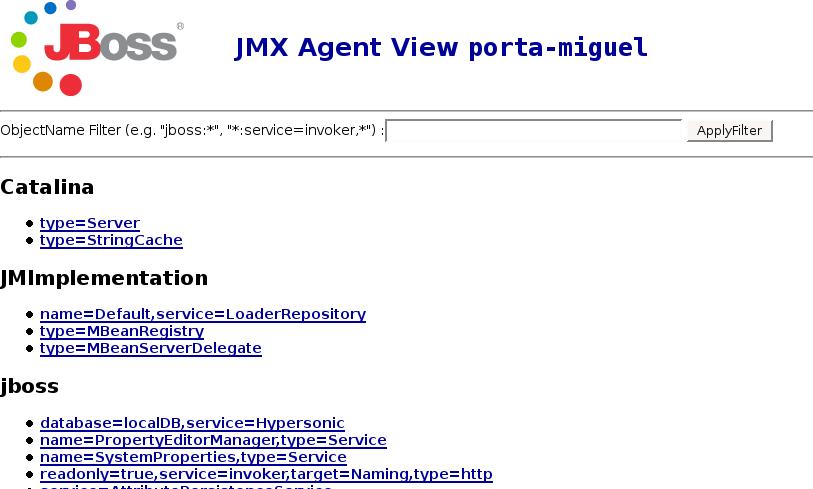 JBoss®
JMX Agent View porta-miguel
ObjectName Filter (e.g. "jboss:*", "*:service=invoker,*") : ApplyFilter
Catalina
type=Server
type=StringCache
JMImplementation
name=Default,service=LoaderRepository
type=MBeanRegistry
type=MBeanServerDelegate
jboss
database=localDB,service=Hypersonic
name=PropertyEditorManager,type=Service
name=SystemProperties,type=Service
readonly=true,service=invoker,target=Naming,type=http
service=AttributePersistenceService